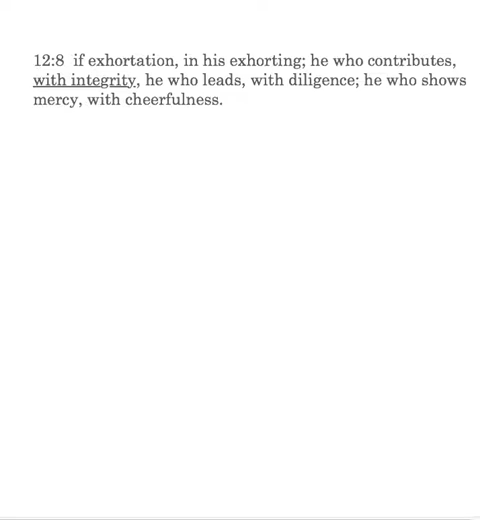 12:8 if exhortation, in his exhorting; he who contributes,
with integrity, he who leads, with diligence; he who shows
mercy, with cheerfulness.